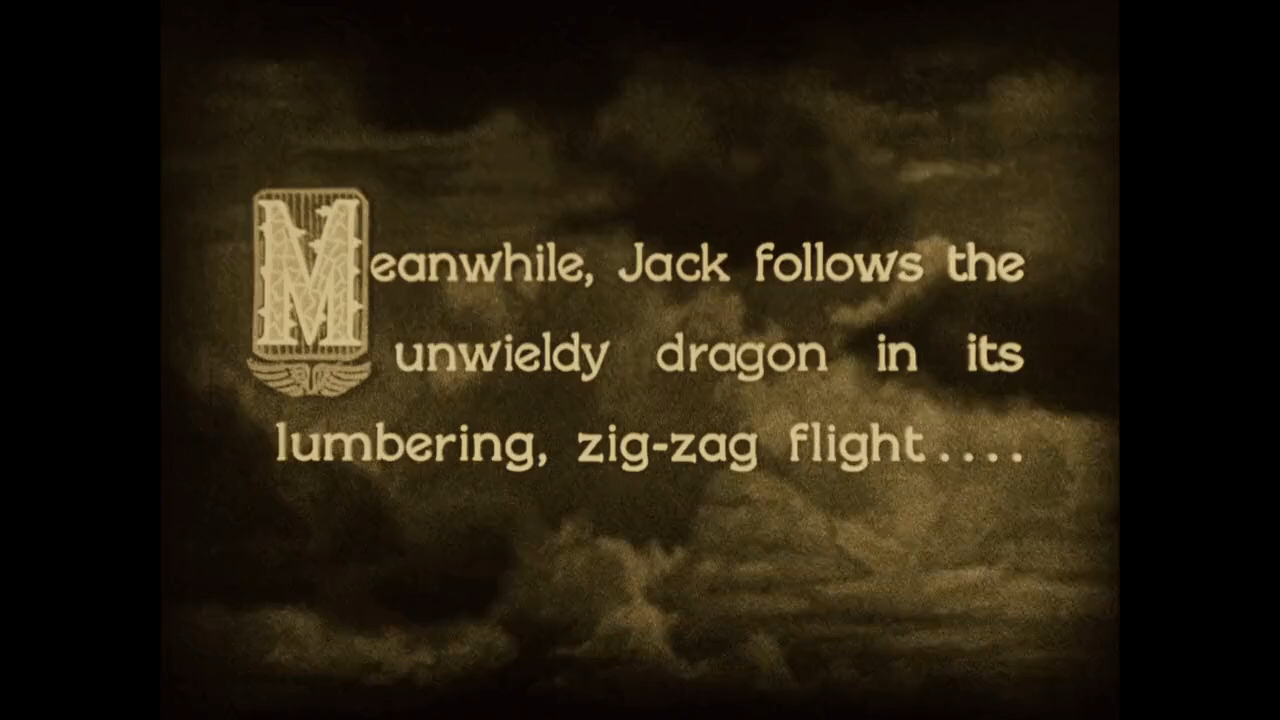 Meanwhile, Jack follows the
unwieldy dragon in its
lumbering, zig-zag flight....